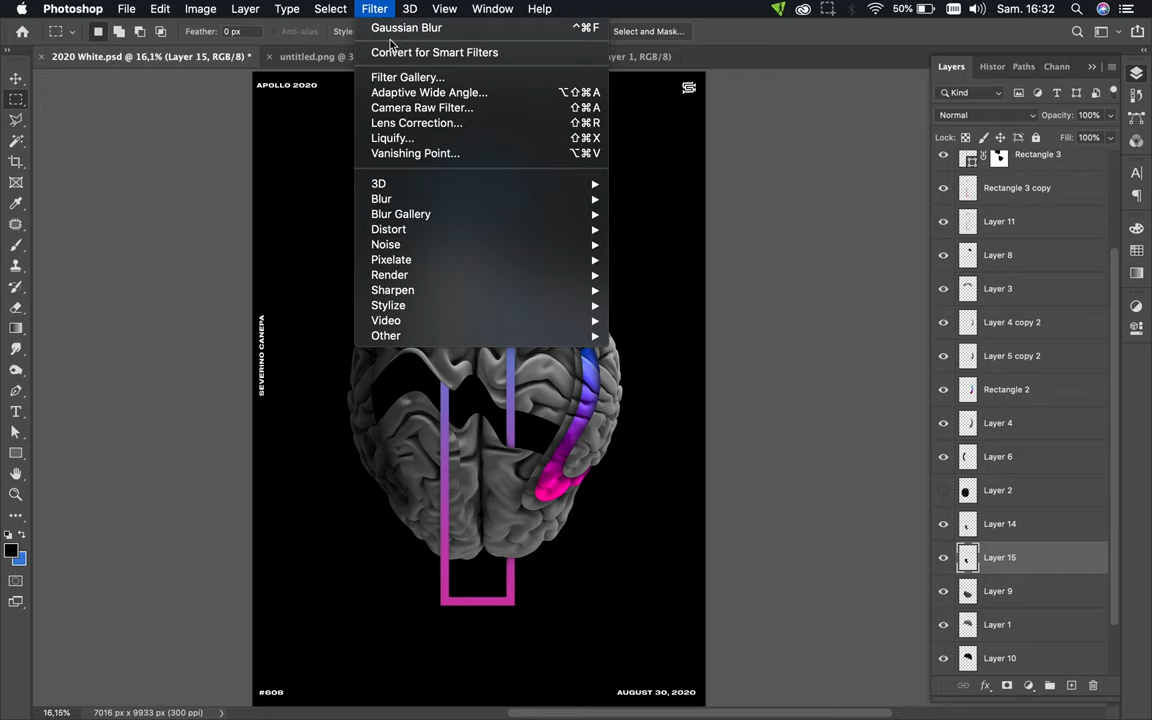 Photoshop File Edit Image Layer Type Select Filter 3D View Window Help 50% Sam. 16:32
Feather: 0 px Anti-alias Style Select and Mask...
2020 White.psd @ 16,1% (Layer 15, RGB/8) * untitled.png @ 3 yer 1, RGB/8)
Gaussian Blur ^⌘F
Convert for Smart Filters
Filter Gallery...
Adaptive Wide Angle... ⌥⇧⌘A
Camera Raw Filter... ⇧⌘A
Lens Correction... ⇧⌘R
Liquify... ⇧⌘X
Vanishing Point... ⌥⌘V
3D
Blur
Blur Gallery
Distort
Noise
Pixelate
Render
Sharpen
Stylize
Video
Other
APOLLO 2020
SEVERINO CANEPA
#608
AUGUST 30, 2020
Layers Histor Paths Chann
Kind
Normal Opacity: 100%
Lock: Fill: 100%
Rectangle 3
Rectangle 3 copy
Layer 11
Layer 8
Layer 3
Layer 4 copy 2
Layer 5 copy 2
Rectangle 2
Layer 4
Layer 6
Layer 2
Layer 14
Layer 15
Layer 9
Layer 1
Layer 10
16,15% 7016 px x 9933 px (300 ppi)